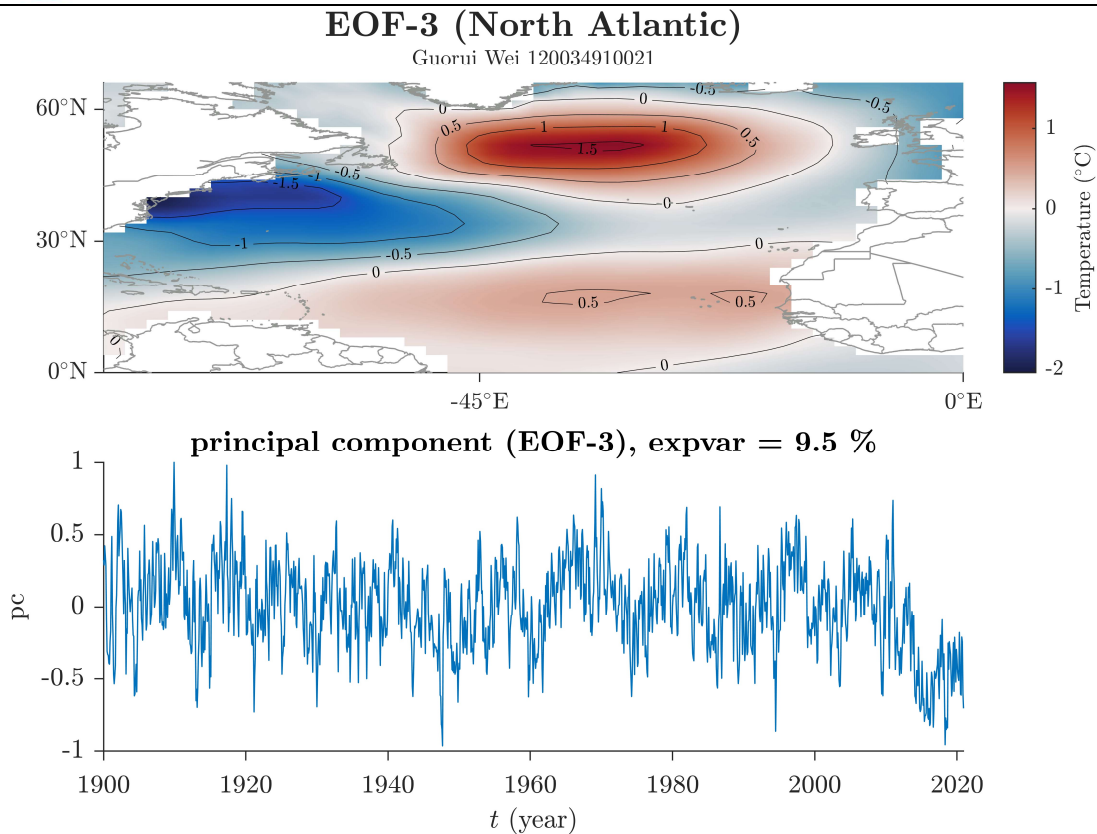 EOF-3 (North Atlantic)
Guorui Wei 120034910021
60°N
30°N
0°N
-45°E
0°E
0
-0.5
-0.5
0
0.5
1
1
0.5
1.5
-1
-0.5
-1.5
0
-1
-0.5
0
0
0.5
0.5
0
0
1
0
-1
-2
Temperature (°C)
principal component (EOF-3), expvar = 9.5 %
1
0.5
0
-0.5
-1
pc
1900 1920 1940 1960 1980 2000 2020
t (year)